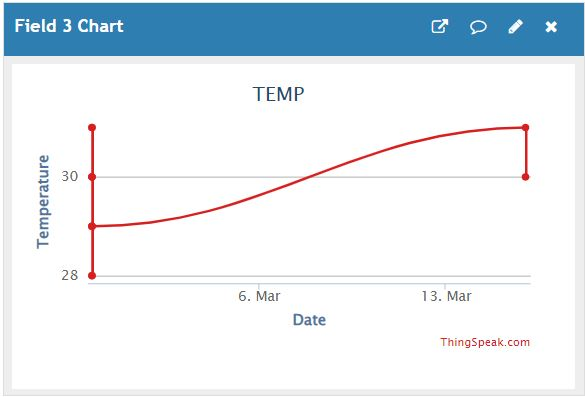 Field 3 Chart
TEMP
Temperature
30
28
6. Mar
13. Mar
Date
ThingSpeak.com